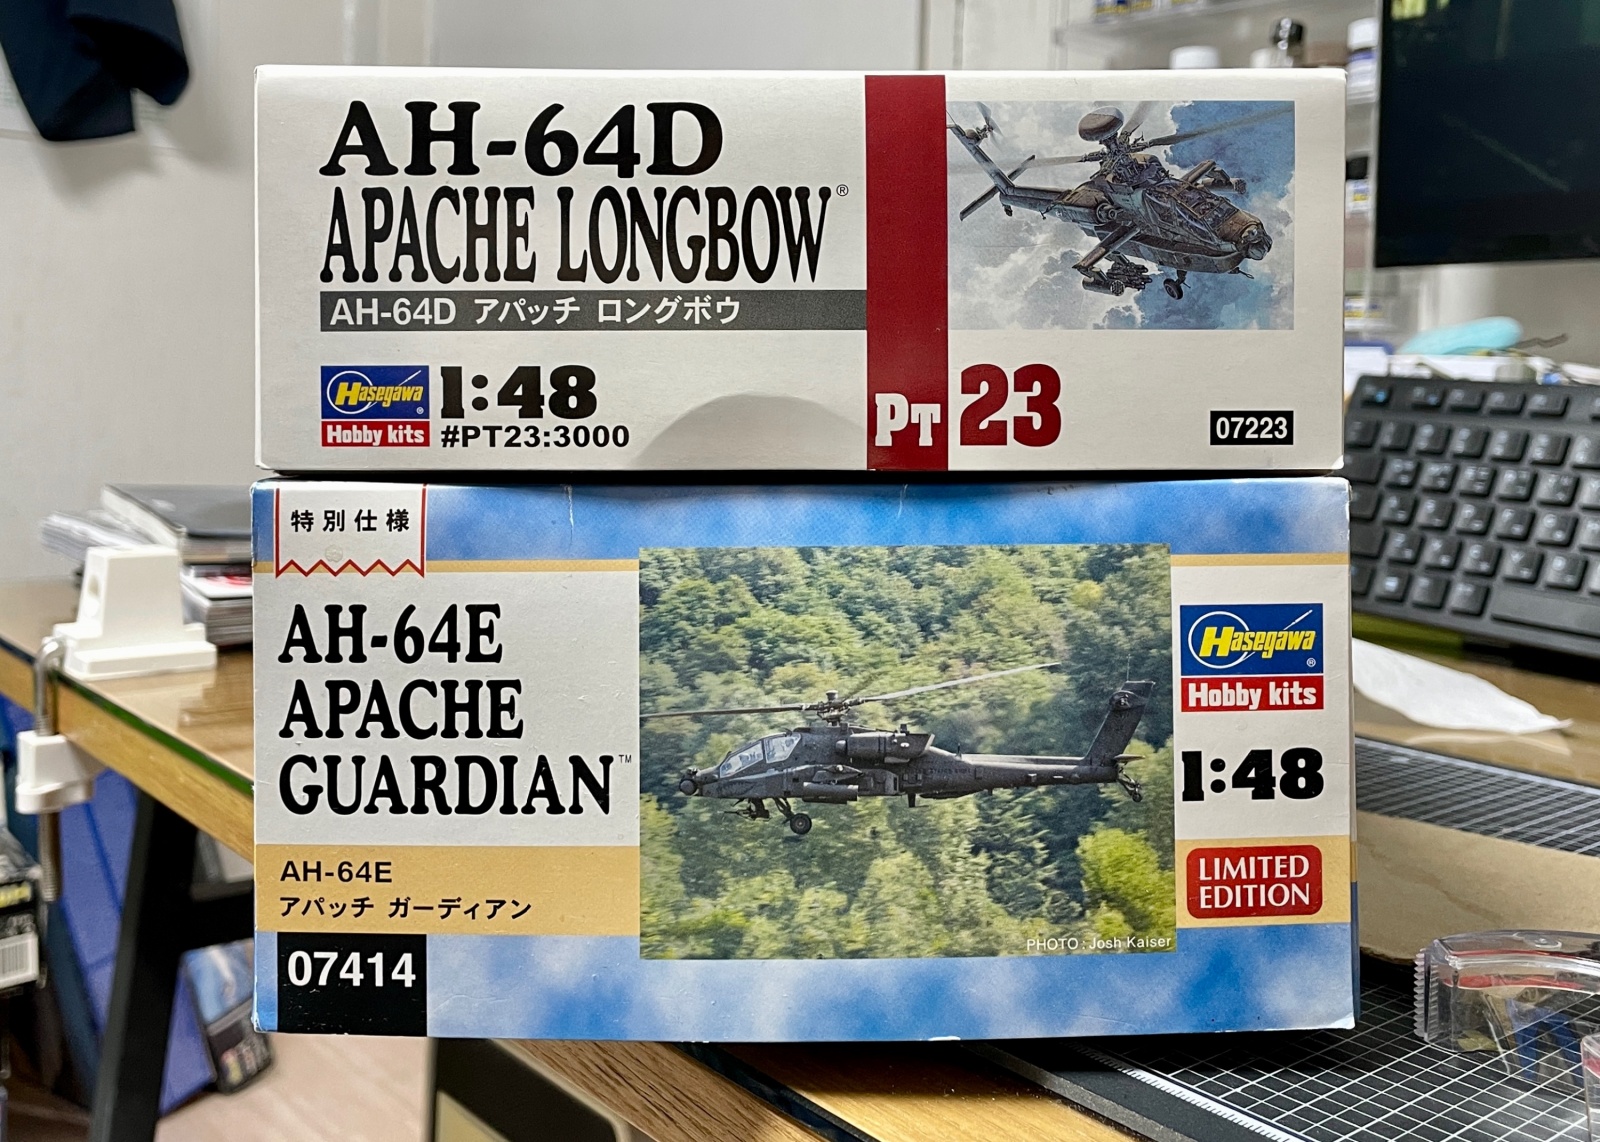 AH-64D
APACHE LONGBOW®
AH-64D アパッチ ロングボウ
Hasegawa®
Hobby kits
1:48
#PT23:3000
PT 23
07223
特別仕様
AH-64E
APACHE
GUARDIAN™
AH-64E
アパッチ ガーディアン
07414
PHOTO : Josh Kaiser
Hasegawa®
Hobby kits
1:48
LIMITED
EDITION